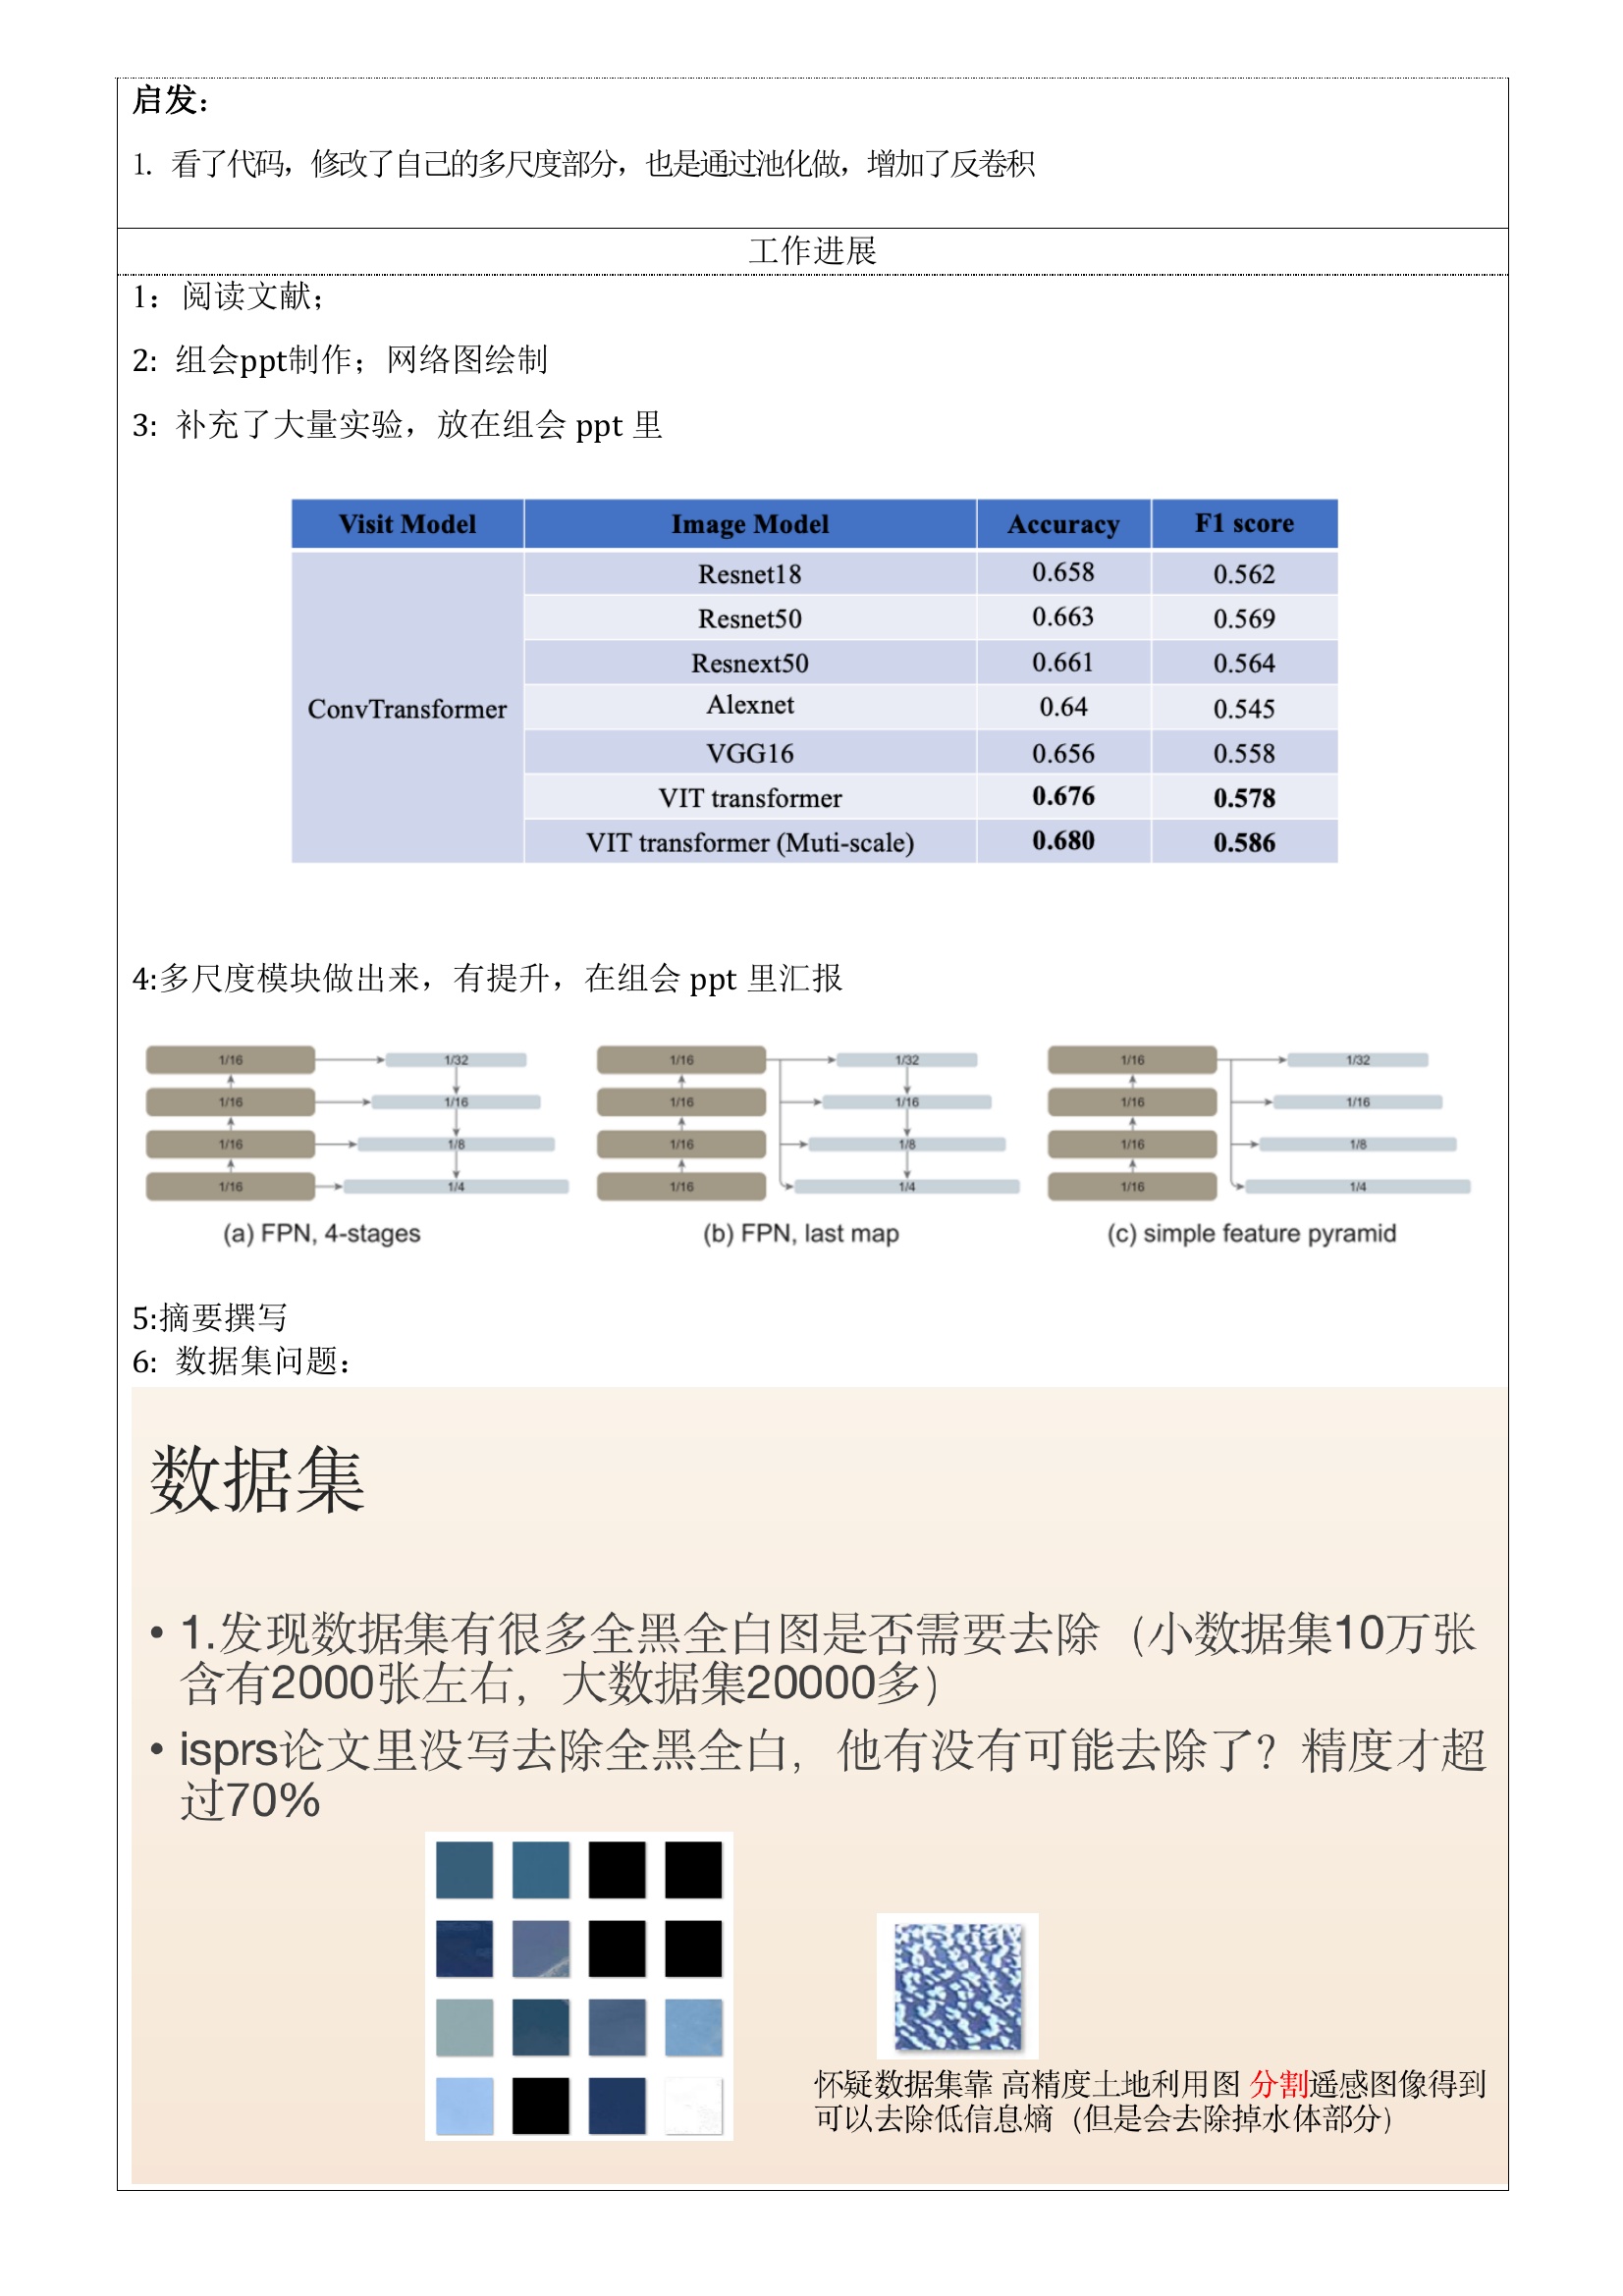 启发：
1. 看了代码，修改了自己的多尺度部分，也是通过池化做，增加了反卷积
工作进展
1：阅读文献；
2：组会ppt制作；网络图绘制
3：补充了大量实验，放在组会 ppt 里
Visit Model Image Model Accuracy F1 score
Resnet18 0.658 0.562
Resnet50 0.663 0.569
Resnext50 0.661 0.564
ConvTransformer Alexnet 0.64 0.545
VGG16 0.656 0.558
VIT transformer 0.676 0.578
VIT transformer (Muti-scale) 0.680 0.586
4:多尺度模块做出来，有提升，在组会 ppt 里汇报
1/16 1/32 1/16 1/32 1/16 1/32
1/16 1/16 1/16 1/16 1/16 1/16
1/16 1/8 1/16 1/8 1/16 1/8
1/16 1/4 1/16 1/4 1/16 1/4
(a) FPN, 4-stages (b) FPN, last map (c) simple feature pyramid
5:摘要撰写
6：数据集问题：
数据集
• 1.发现数据集有很多全黑全白图是否需要去除（小数据集10万张
含有2000张左右，大数据集20000多）
• isprs论文里没写去除全黑全白，他有没有可能去除了？精度才超
过70%
怀疑数据集靠 高精度土地利用图 分割遥感图像得到
可以去除低信息熵（但是会去除掉水体部分）